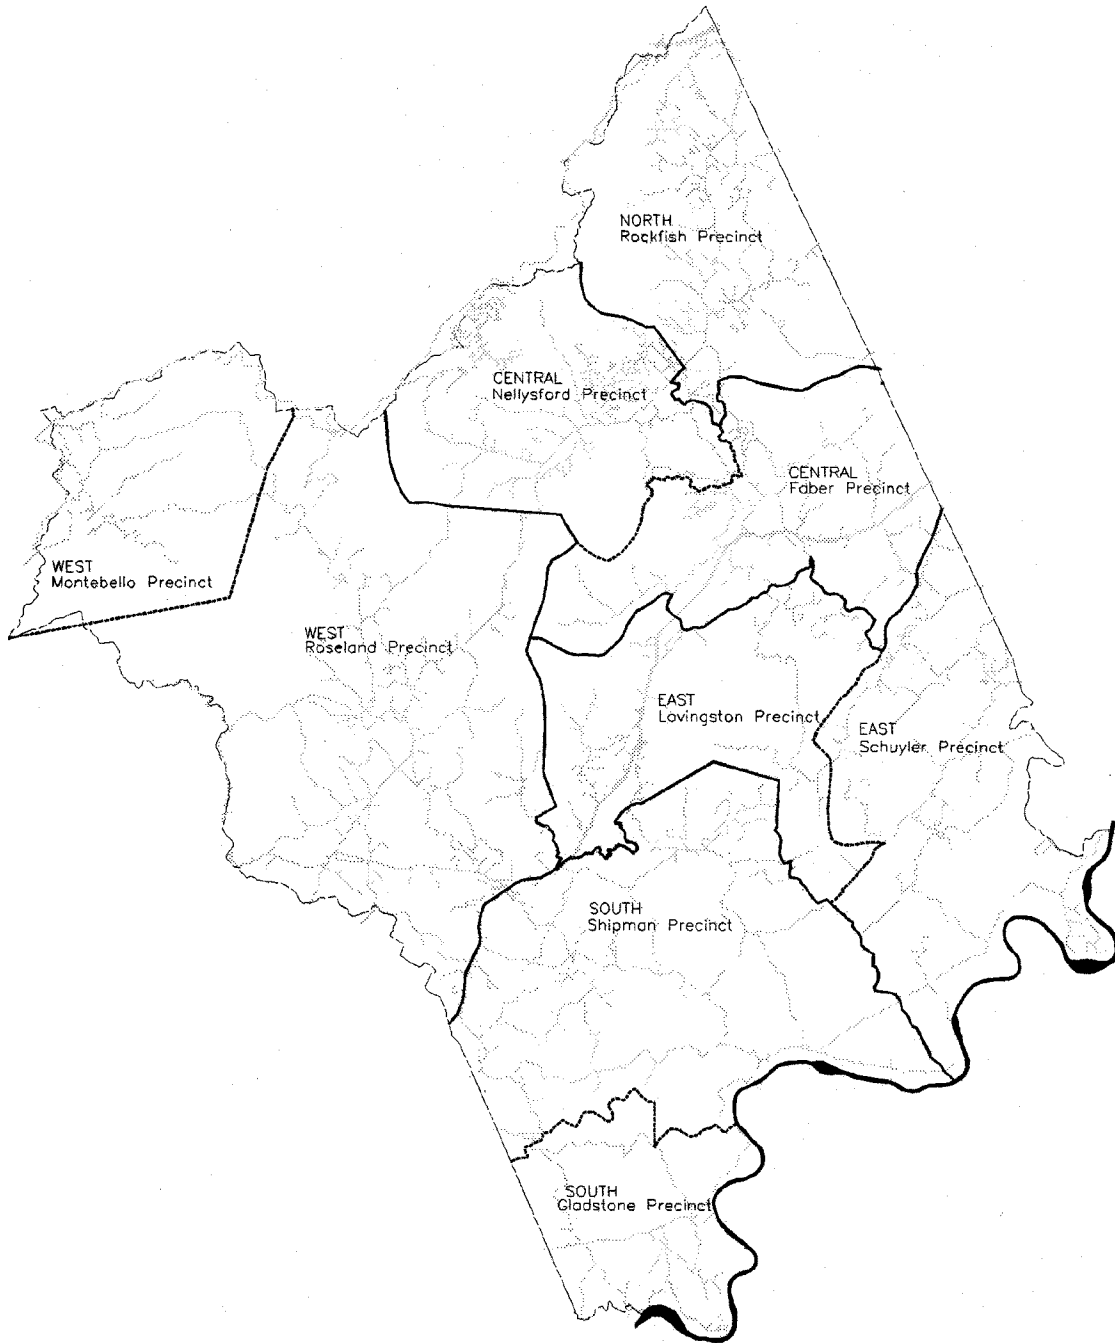 NORTH
Rockfish Precinct
CENTRAL
Nellysford Precinct
CENTRAL
Faber Precinct
WEST
Montebello Precinct
WEST
Roseland Precinct
EAST
Lovingston Precinct
EAST
Schuyler Precinct
SOUTH
Shipman Precinct
SOUTH
Gladstone Precinct